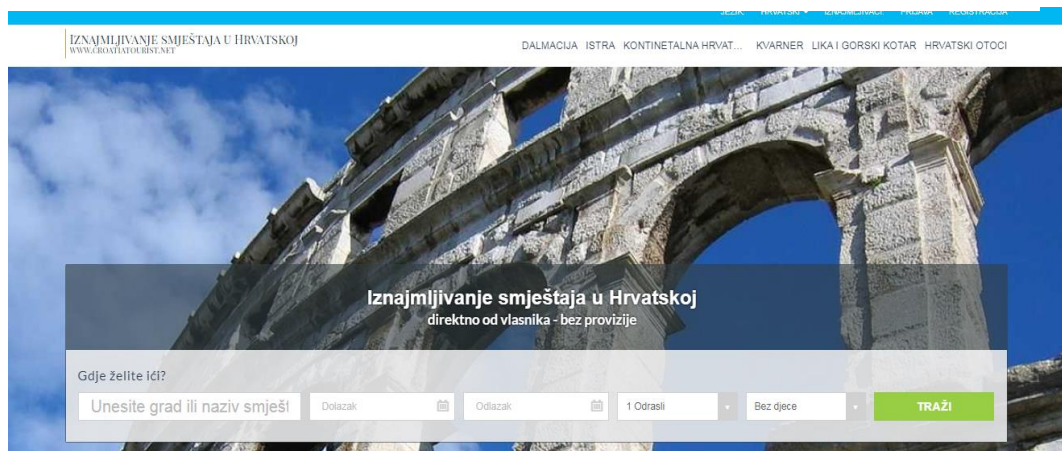 JEZIK: HRVATSKI IZNAJMLJIVAČI PRIJAVA REGISTRACIJA
IZNAJMLJIVANJE SMJEŠTAJA U HRVATSKOJ
WWW.CROATIATOURIST.NET
DALMACIJA ISTRA KONTINETALNA HRVAT... KVARNER LIKA I GORSKI KOTAR HRVATSKI OTOCI
Iznajmljivanje smještaja u Hrvatskoj
direktno od vlasnika - bez provizije
Gdje želite ići?
Unesite grad ili naziv smješt
Dolazak
Odlazak
1 Odrasli
Bez djece
TRAŽI